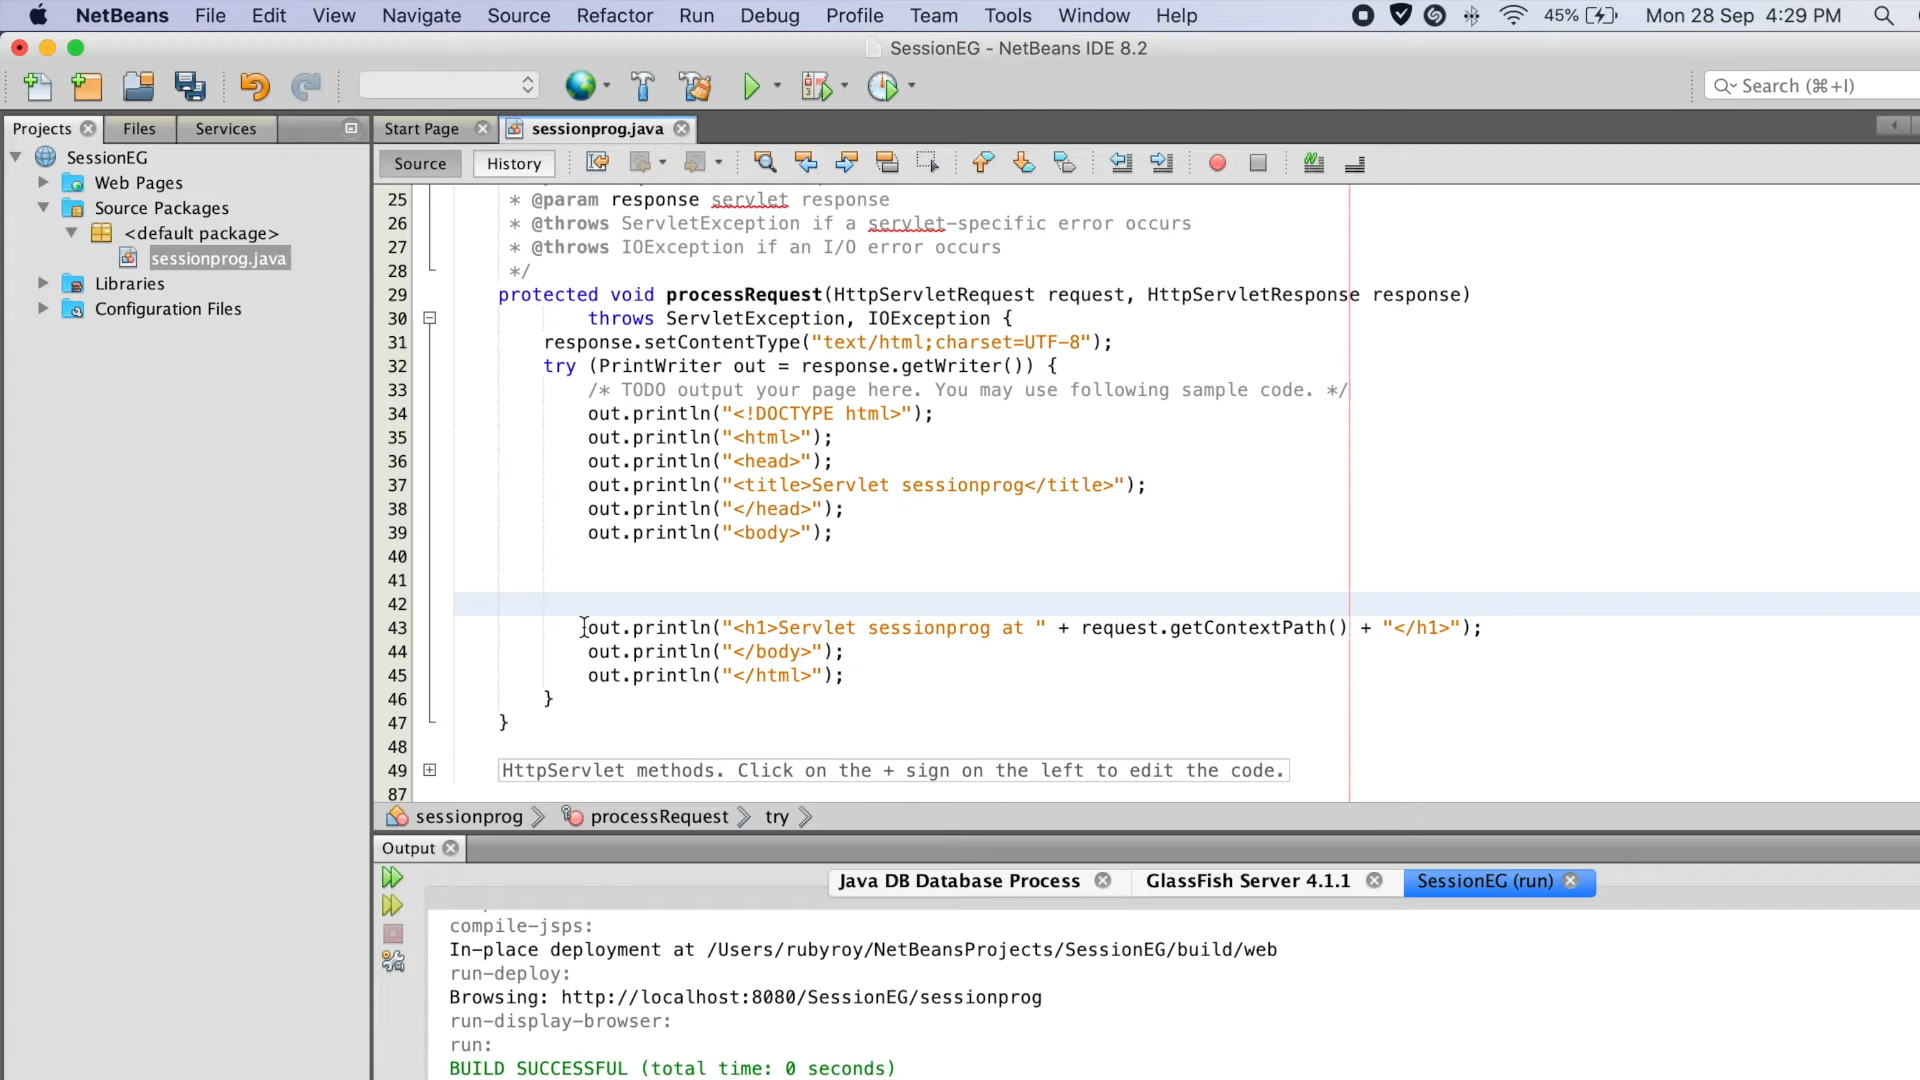 NetBeans File Edit View Navigate Source Refactor Run Debug Profile Team Tools Window Help 45% Mon 28 Sep 4:29 PM
SessionEG - NetBeans IDE 8.2
Search (⌘+I)
Projects Files Services Start Page sessionprog.java
Source History
SessionEG
Web Pages
Source Packages
<default package>
sessionprog.java
Libraries
Configuration Files
25 * @param response servlet response
26 * @throws ServletException if a servlet-specific error occurs
27 * @throws IOException if an I/O error occurs
28 */
29 protected void processRequest(HttpServletRequest request, HttpServletResponse response)
30 throws ServletException, IOException {
31 response.setContentType("text/html;charset=UTF-8");
32 try (PrintWriter out = response.getWriter()) {
33 /* TODO output your page here. You may use following sample code. */
34 out.println("<!DOCTYPE html>");
35 out.println("<html>");
36 out.println("<head>");
37 out.println("<title>Servlet sessionprog</title>");
38 out.println("</head>");
39 out.println("<body>");
40
41
42
43 out.println("<h1>Servlet sessionprog at " + request.getContextPath() + "</h1>");
44 out.println("</body>");
45 out.println("</html>");
46 }
47 }
48
49 HttpServlet methods. Click on the + sign on the left to edit the code.
87
sessionprog processRequest try
Output
Java DB Database Process GlassFish Server 4.1.1 SessionEG (run)
compile-jsps:
In-place deployment at /Users/rubyroy/NetBeansProjects/SessionEG/build/web
run-deploy:
Browsing: http://localhost:8080/SessionEG/sessionprog
run-display-browser:
run:
BUILD SUCCESSFUL (total time: 0 seconds)